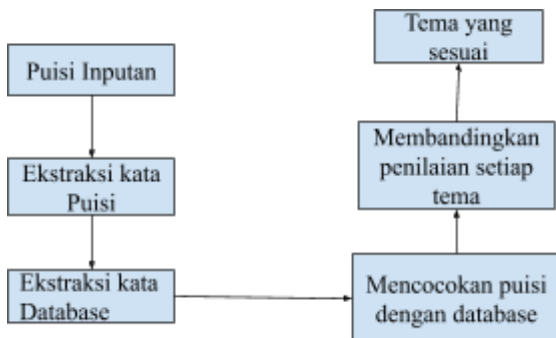 Puisi Inputan
Ekstraksi kata
Puisi
Ekstraksi kata
Database
Mencocokan puisi
dengan database
Membandingkan
penilaian setiap
tema
Tema yang
sesuai